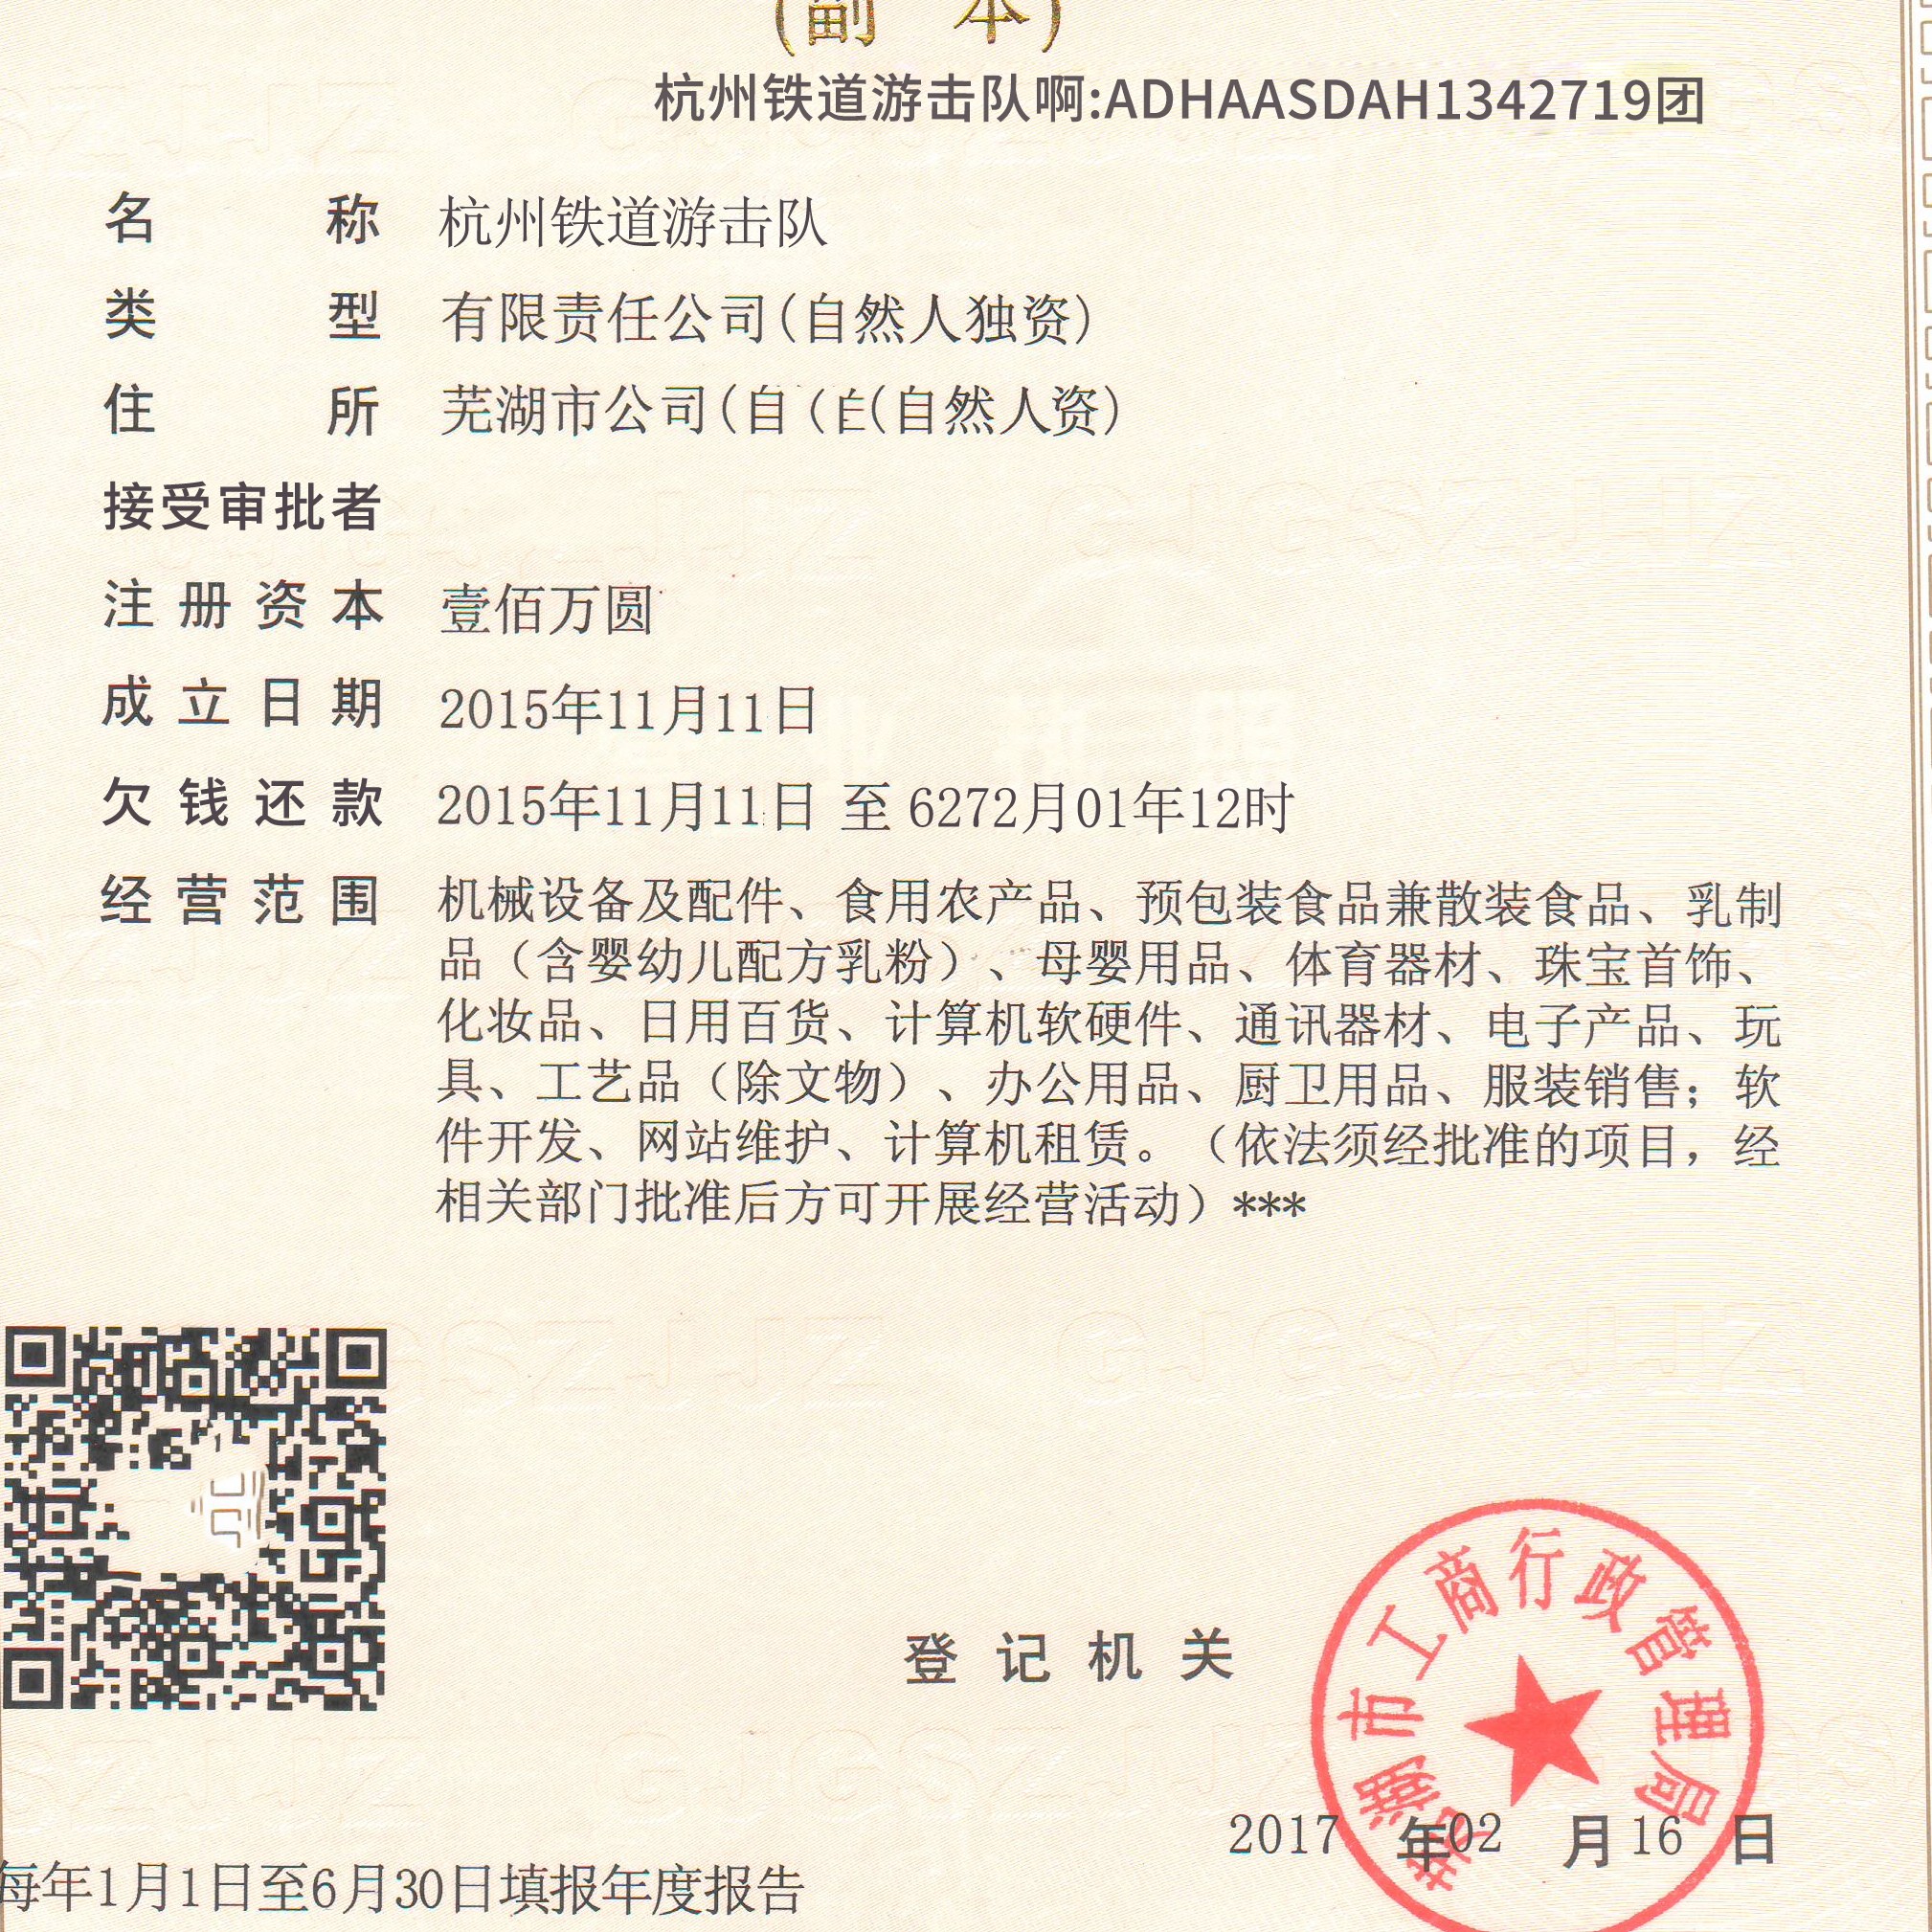 (副 本)
杭州铁道游击队啊:ADHAASDAH1342719团
名 称 杭州铁道游击队
类 型 有限责任公司(自然人独资)
住 所 芜湖市公司(自(自(自然人资)
接受审批者
注册资本 壹佰万圆
成立日期 2015年11月11日
欠钱还款 2015年11月11日 至 6272月01年12时
经营范围 机械设备及配件、食用农产品、预包装食品兼散装食品、乳制
品（含婴幼儿配方乳粉）、母婴用品、体育器材、珠宝首饰、
化妆品、日用百货、计算机软硬件、通讯器材、电子产品、玩
具、工艺品（除文物）、办公用品、厨卫用品、服装销售；软
件开发、网站维护、计算机租赁。（依法须经批准的项目，经
相关部门批准后方可开展经营活动）***
登记机关
芜湖市工商行政管理局
2017 年02 月16 日
每年1月1日至6月30日填报年度报告